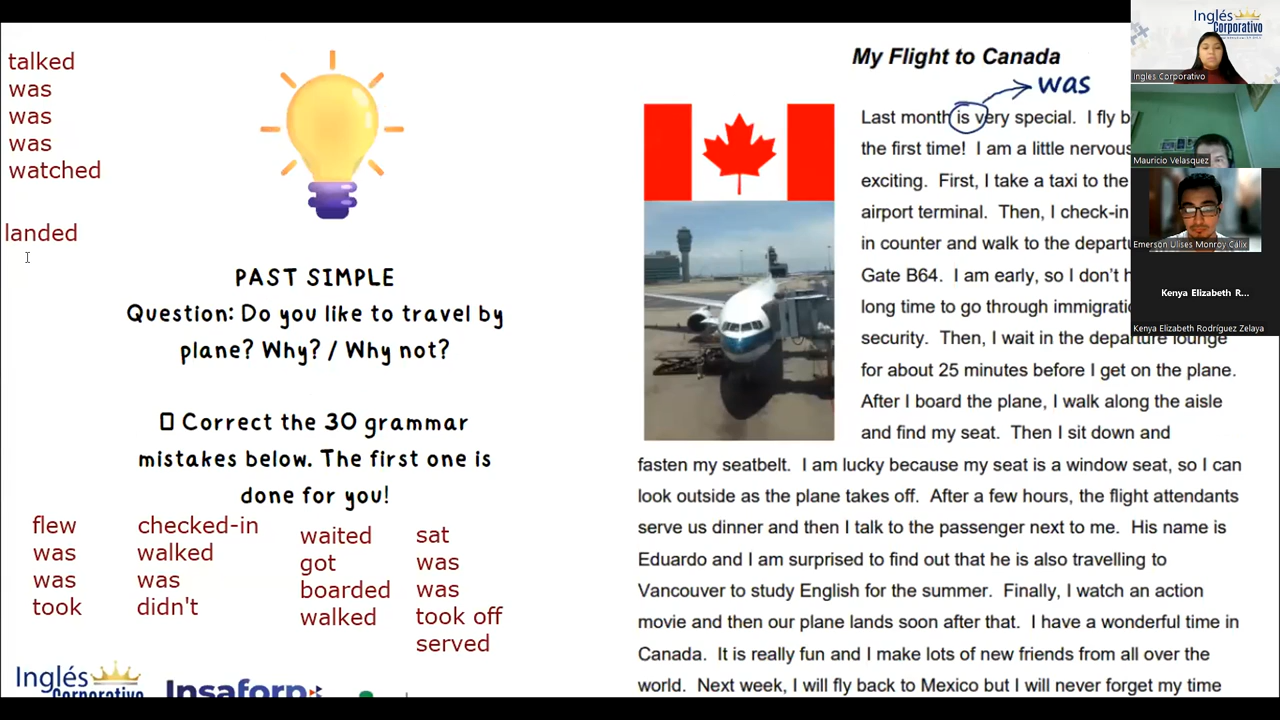 talked
was
was
was
watched
landed
PAST SIMPLE
Question: Do you like to travel by
plane? Why? / Why not?
Correct the 30 grammar
mistakes below. The first one is
done for you!
flew
was
was
took
checked-in
walked
was
didn't
waited
got
boarded
walked
sat
was
was
took off
served
Inglés
Corporativo
Insaforp
My Flight to Canada
was
Last month is very special. I fly
the first time! I am a little nervous
exciting. First, I take a taxi to the
airport terminal. Then, I check-in
in counter and walk to the
Gate B64. I am early, so I don't
long time to go through
security. Then, I wait in the departure lounge
for about 25 minutes before I get on the plane.
After I board the plane, I walk along the aisle
and find my seat. Then I sit down and
fasten my seatbelt. I am lucky because my seat is a window seat, so I can
look outside as the plane takes off. After a few hours, the flight attendants
serve us dinner and then I talk to the passenger next to me. His name is
Eduardo and I am surprised to find out that he is also travelling to
Vancouver to study English for the summer. Finally, I watch an action
movie and then our plane lands soon after that. I have a wonderful time in
Canada. It is really fun and I make lots of new friends from all over the
world. Next week, I will fly back to Mexico but I will never forget my time
Inglés
Corporativo
Ingles Corporativo
Mauricio Velasquez
Emerson Ulises Monroy Cálix
Kenya Elizabeth R...
Kenya Elizabeth Rodríguez Zelaya